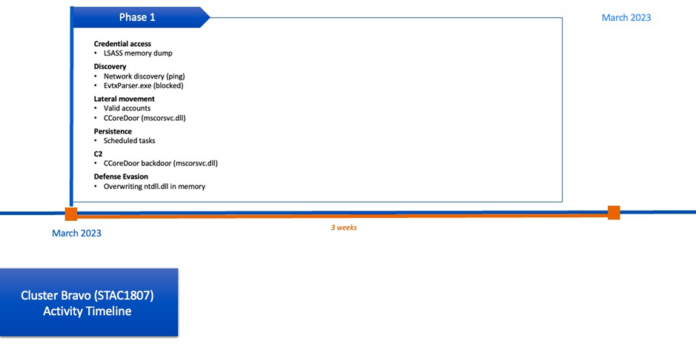 Phase 1
March 2023
Credential access
• LSASS memory dump
Discovery
• Network discovery (ping)
• EvtxParser.exe (blocked)
Lateral movement
• Valid accounts
• CCoreDoor (mscorsvc.dll)
Persistence
• Scheduled tasks
C2
• CCoreDoor backdoor (mscorsvc.dll)
Defense Evasion
• Overwriting ntdll.dll in memory
3 weeks
March 2023
Cluster Bravo (STAC1807)
Activity Timeline